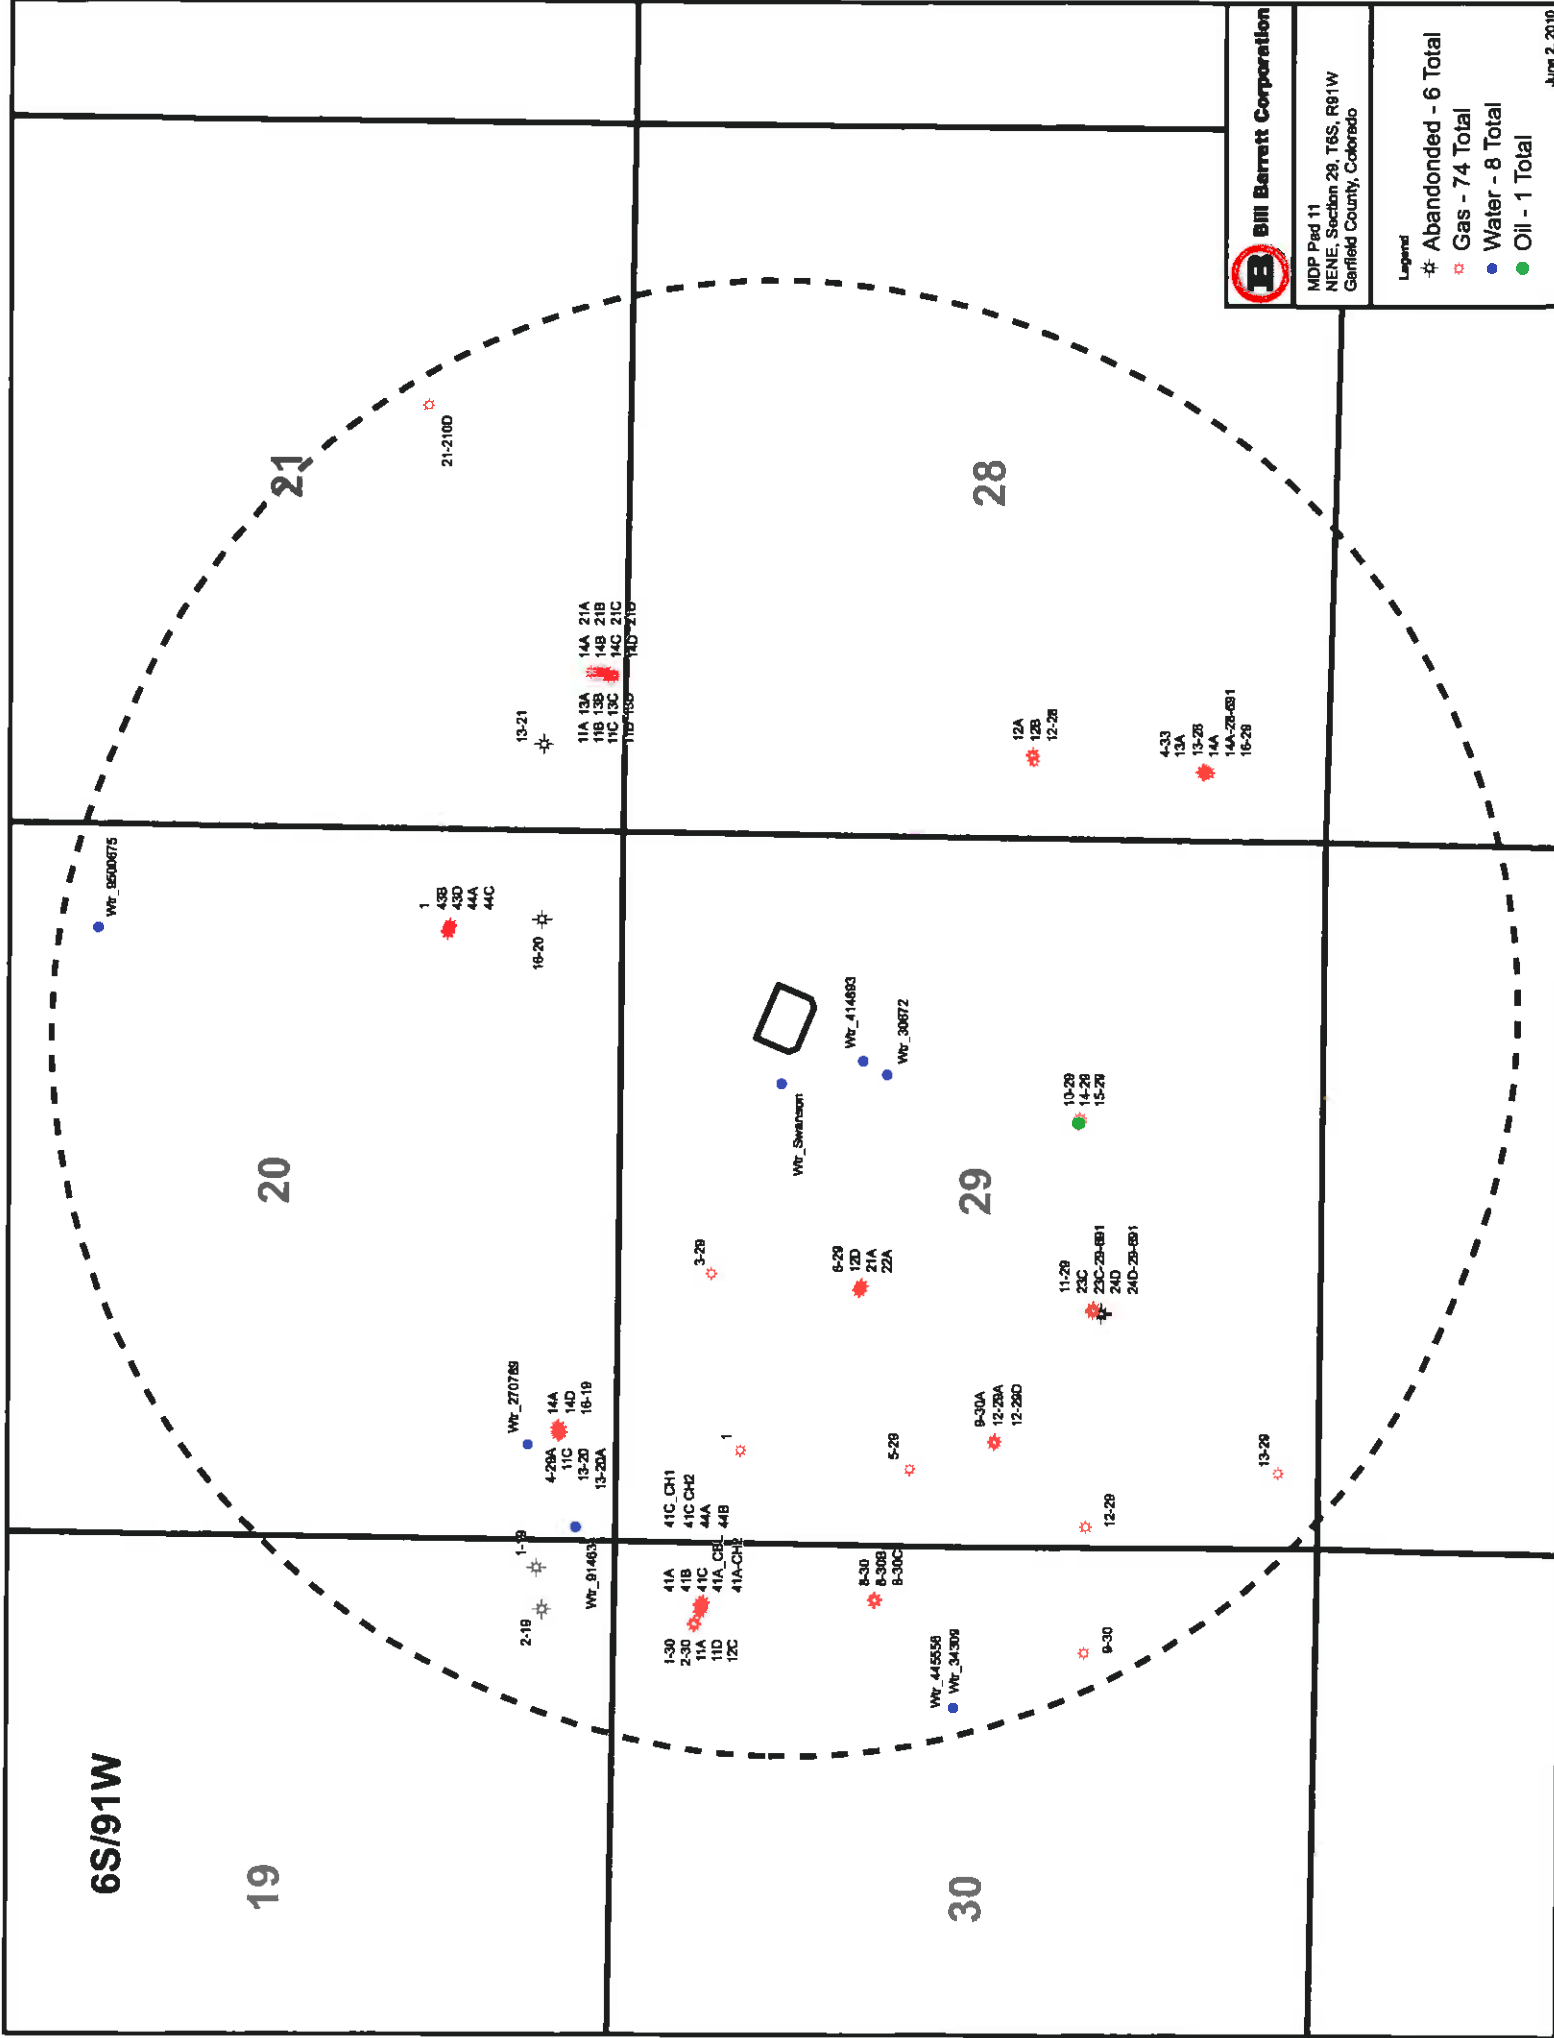 6S/91W
19
20
21
30
29
28
Wtr_9500675
1
43B
43D
44A
44C
16-20
13-21
21-210D
11A 13A
11B 13B
11C 13C
11D 13D
14A 21A
14B 21B
14C 21C
14D 21D
Wtr_270789
14A
14D
16-19
4-29A
11C
13-20
13-20A
1-19
2-19
Wtr_91463
41C_CH1
41C CH2
44A
44B
41A
41B
41C
41A_CBL
41A-CH2
1-30
2-30
11A
11D
12C
1
3-29
Wtr_Swanson
Wtr_414693
Wtr_30672
6-29
12D
21A
22A
5-29
8-30
8-30B
8-30C
Wtr_445558
Wtr_34309
9-30A
12-29A
12-29D
11-29
23C
23C-29-691
24D
24D-29-691
10-29
14-29
15-29
12A
12B
12-28
4-33
13A
13-28
14A
14A-28-691
16-29
12-29
9-30
13-29
B Bill Barrett Corporation
MDP Pad 11
NENE, Section 29, T6S, R91W
Garfield County, Colorado
Legend
Abandonded - 6 Total
Gas - 74 Total
Water - 8 Total
Oil - 1 Total
June 2, 2010